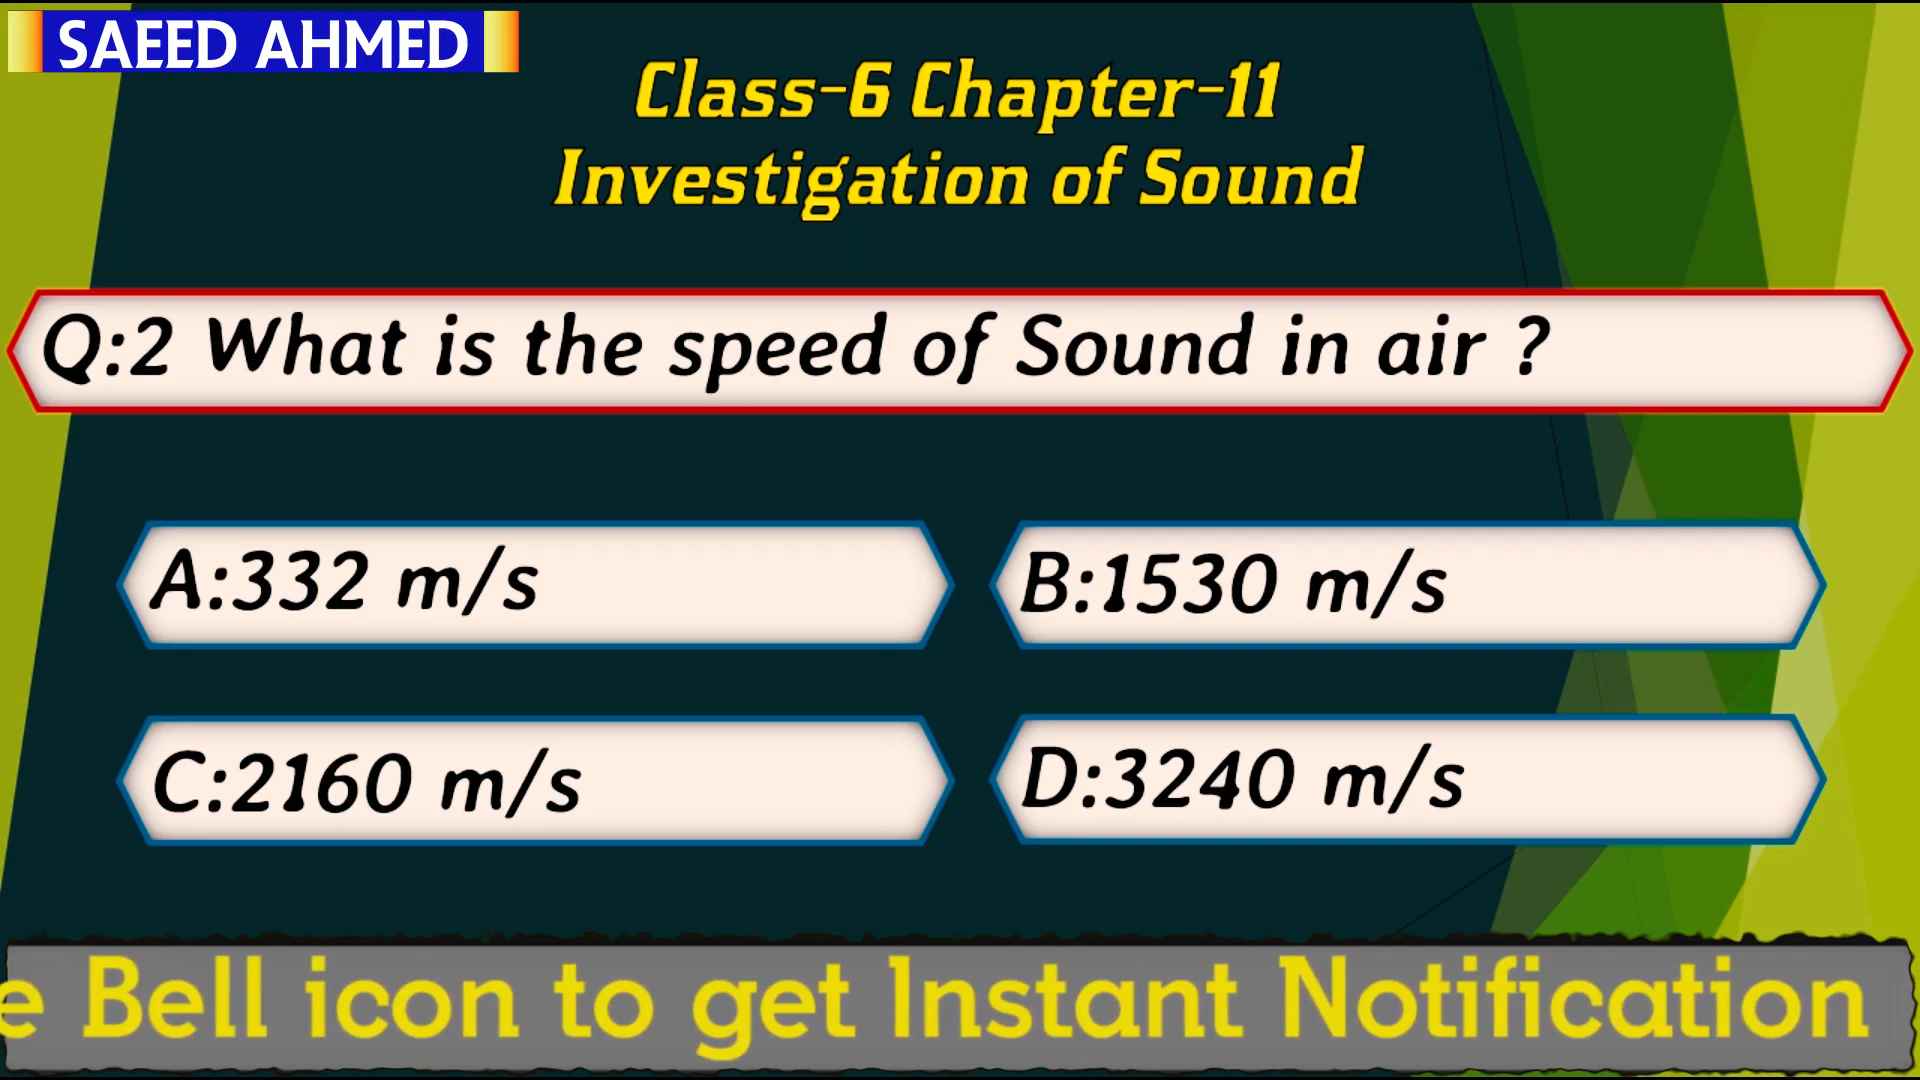 SAEED AHMED
Class-6 Chapter-11
Investigation of Sound
Q:2 What is the speed of Sound in air ?
A:332 m/s
B:1530 m/s
C:2160 m/s
D:3240 m/s
e Bell icon to get Instant Notification